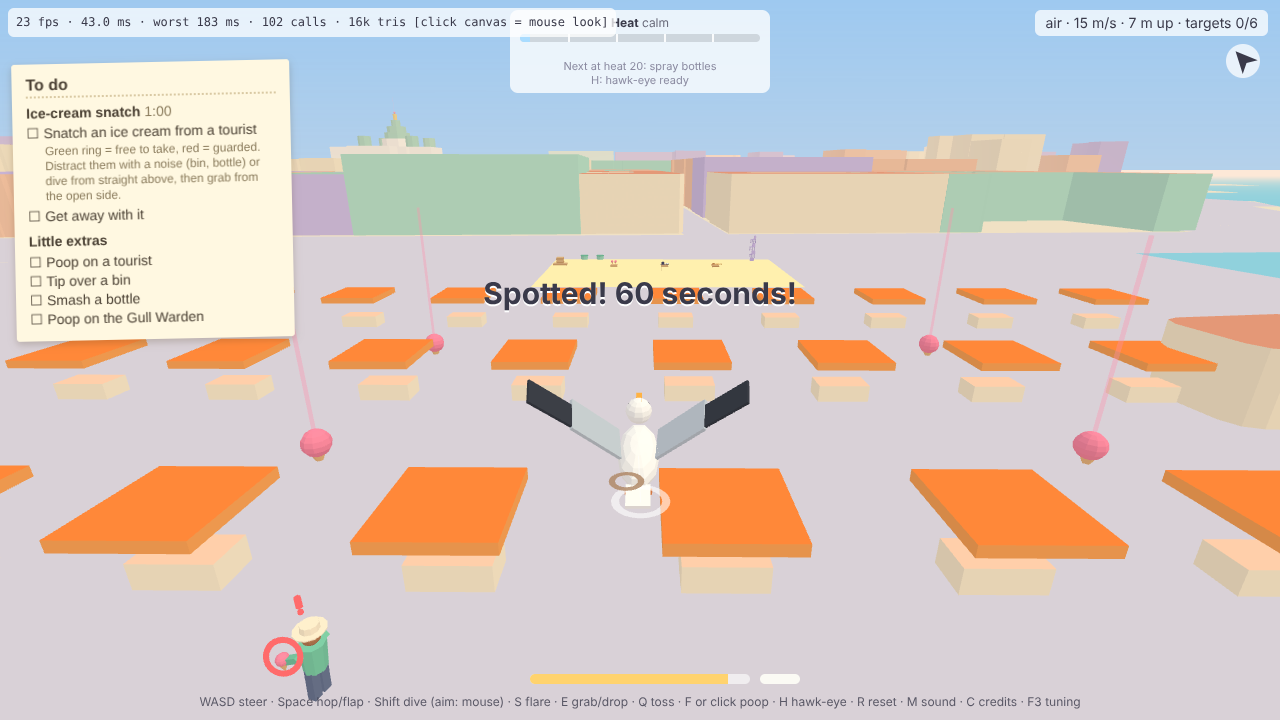 23 fps · 43.0 ms · worst 183 ms · 102 calls · 16k tris [click canvas = mouse look]
Heat calm
air · 15 m/s · 7 m up · targets 0/6
Next at heat 20: spray bottles
H: hawk-eye ready
To do
Ice-cream snatch 1:00
☐ Snatch an ice cream from a tourist
Green ring = free to take, red = guarded.
Distract them with a noise (bin, bottle) or
dive from straight above, then grab from
the open side.
☐ Get away with it
Little extras
☐ Poop on a tourist
☐ Tip over a bin
☐ Smash a bottle
☐ Poop on the Gull Warden
Spotted! 60 seconds!
!
WASD steer · Space hop/flap · Shift dive (aim: mouse) · S flare · E grab/drop · Q toss · F or click poop · H hawk-eye · R reset · M sound · C credits · F3 tuning